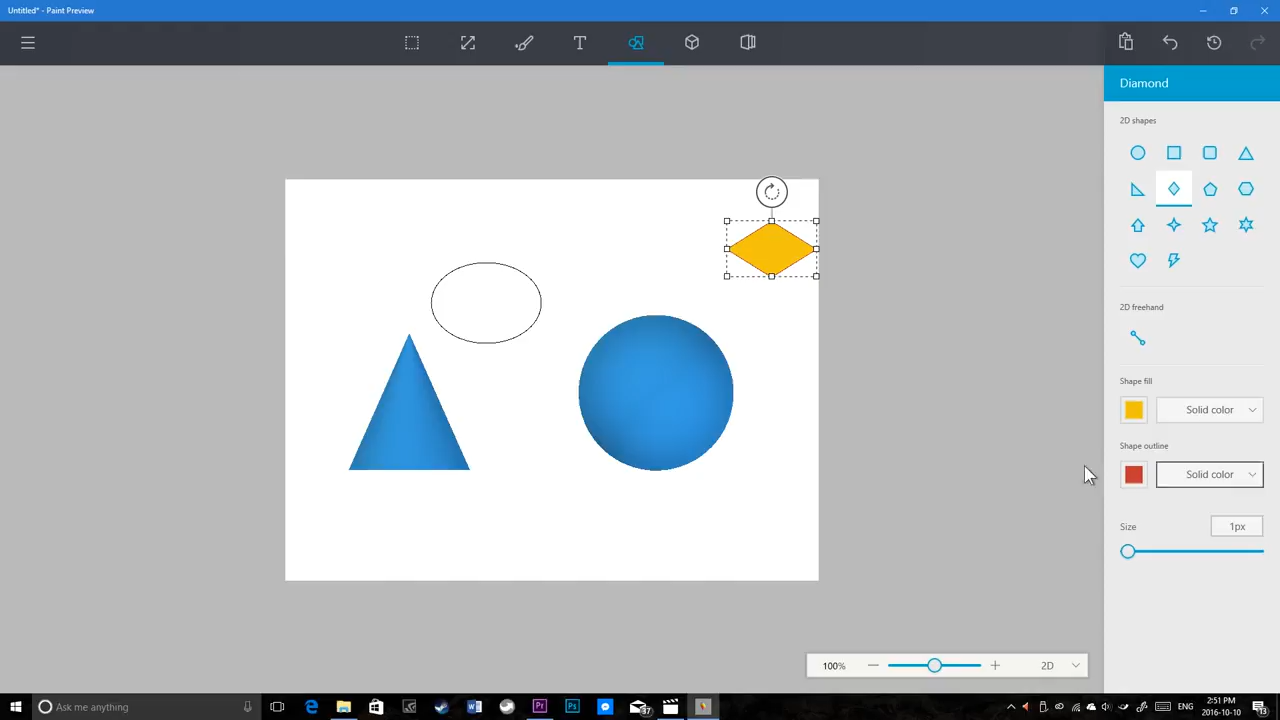 Untitled* - Paint Preview
Diamond
2D shapes
2D freehand
Shape fill
Solid color
Shape outline
Solid color
Size
1px
100%
2D
Ask me anything
37
ENG
2:51 PM
2016-10-10